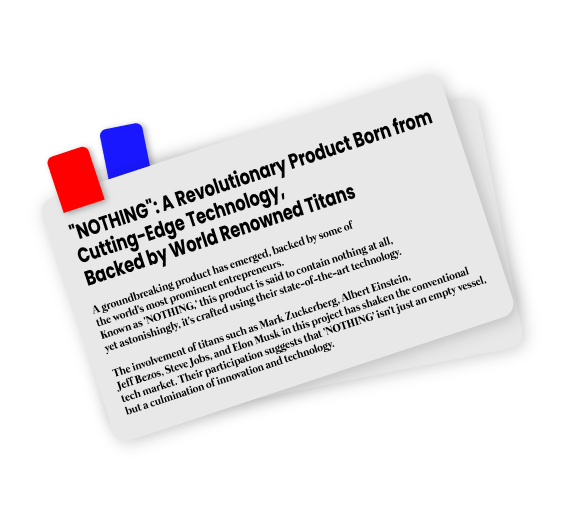 "NOTHING": A Revolutionary Product Born from
Cutting-Edge Technology,
Backed by World Renowned Titans
A groundbreaking product has emerged, backed by some of
the world's most prominent entrepreneurs.
Known as 'NOTHING,' this product is said to contain nothing at all,
yet astonishingly, it's crafted using their state-of-the-art technology.
The involvement of titans such as Mark Zuckerberg, Albert Einstein,
Jeff Bezos, Steve Jobs, and Elon Musk in this project has shaken the conventional
tech market. Their participation suggests that 'NOTHING' isn't just an empty vessel,
but a culmination of innovation and technology.